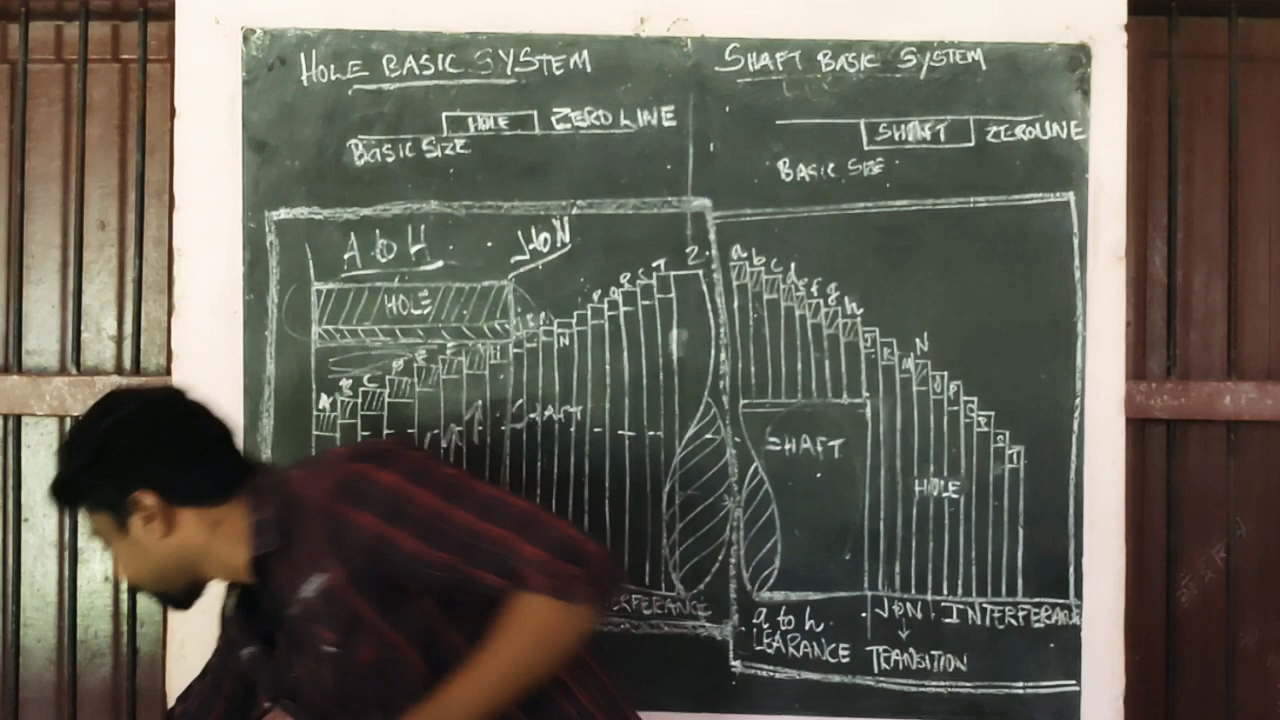 HOLE BASIC SYSTEM
HOLE ZERO LINE
BASIC SIZE
A to H
J to N
HOLE
A B C D E F G H
N P Q R S T Z
SHAFT
SHAFT BASIC SYSTEM
SHAFT ZEROLINE
BASIC SIZE
a b c d e f g h
J K M N O P Q R S T
SHAFT
HOLE
a to h
LEARANCE
J to N
INTERFERAN
TRANSITION